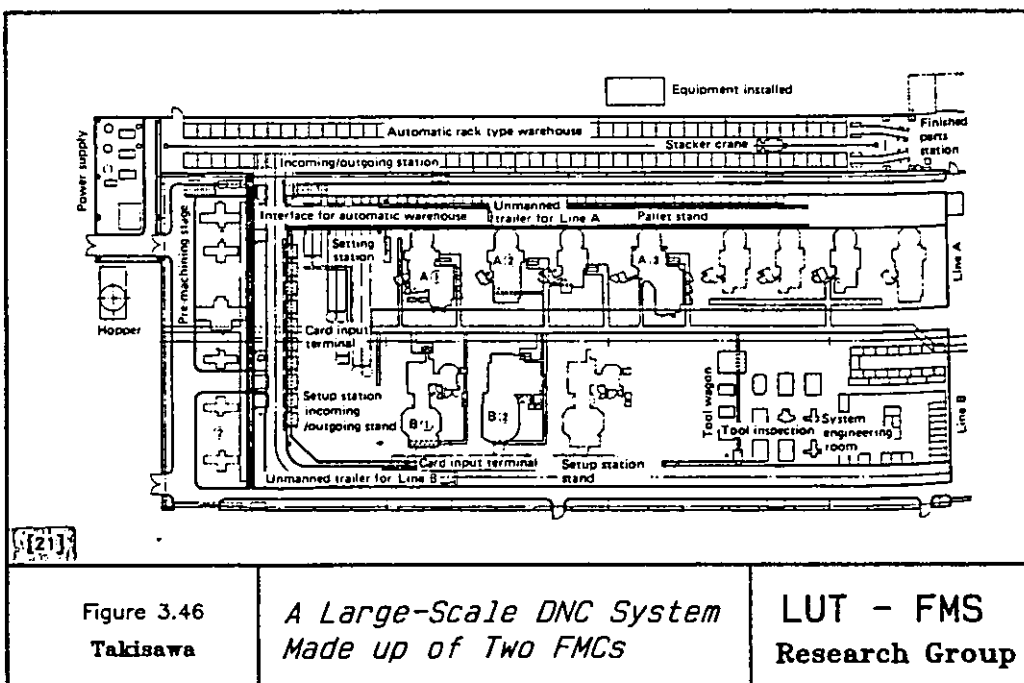 Equipment installed
Power supply
Automatic rack type warehouse
Stacker crane
Finished
parts
station
Incoming/outgoing station
Pre-machining stage
Interface for automatic warehouse
Unmanned
trailer for Line A
Pallet stand
Setting
station
A-1
A-2
A-3
Line A
Hopper
Card input
terminal
Setup station
incoming
/outgoing stand
B-1
B-2
Tool wagon
Tool inspection
System
engineering
room
Line B
Card input terminal
Setup station
stand
Unmanned trailer for Line B
[21]
Figure 3.46
Takisawa
A Large-Scale DNC System
Made up of Two FMCs
LUT - FMS
Research Group